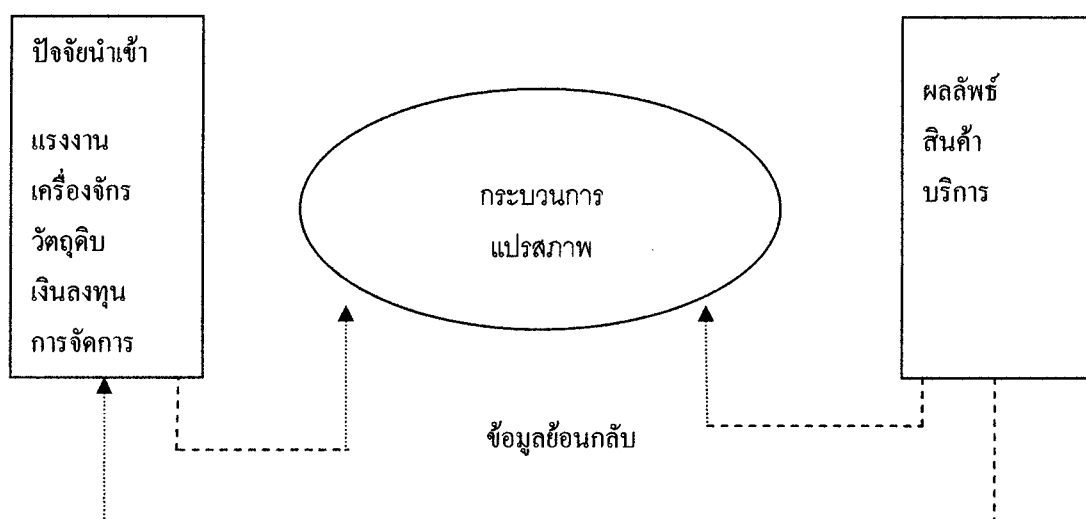 ปัจจัยนำเข้า
แรงงาน
เครื่องจักร
วัตถุดิบ
เงินลงทุน
การจัดการ
กระบวนการ
แปรสภาพ
ผลลัพธ์
สินค้า
บริการ
ข้อมูลย้อนกลับ